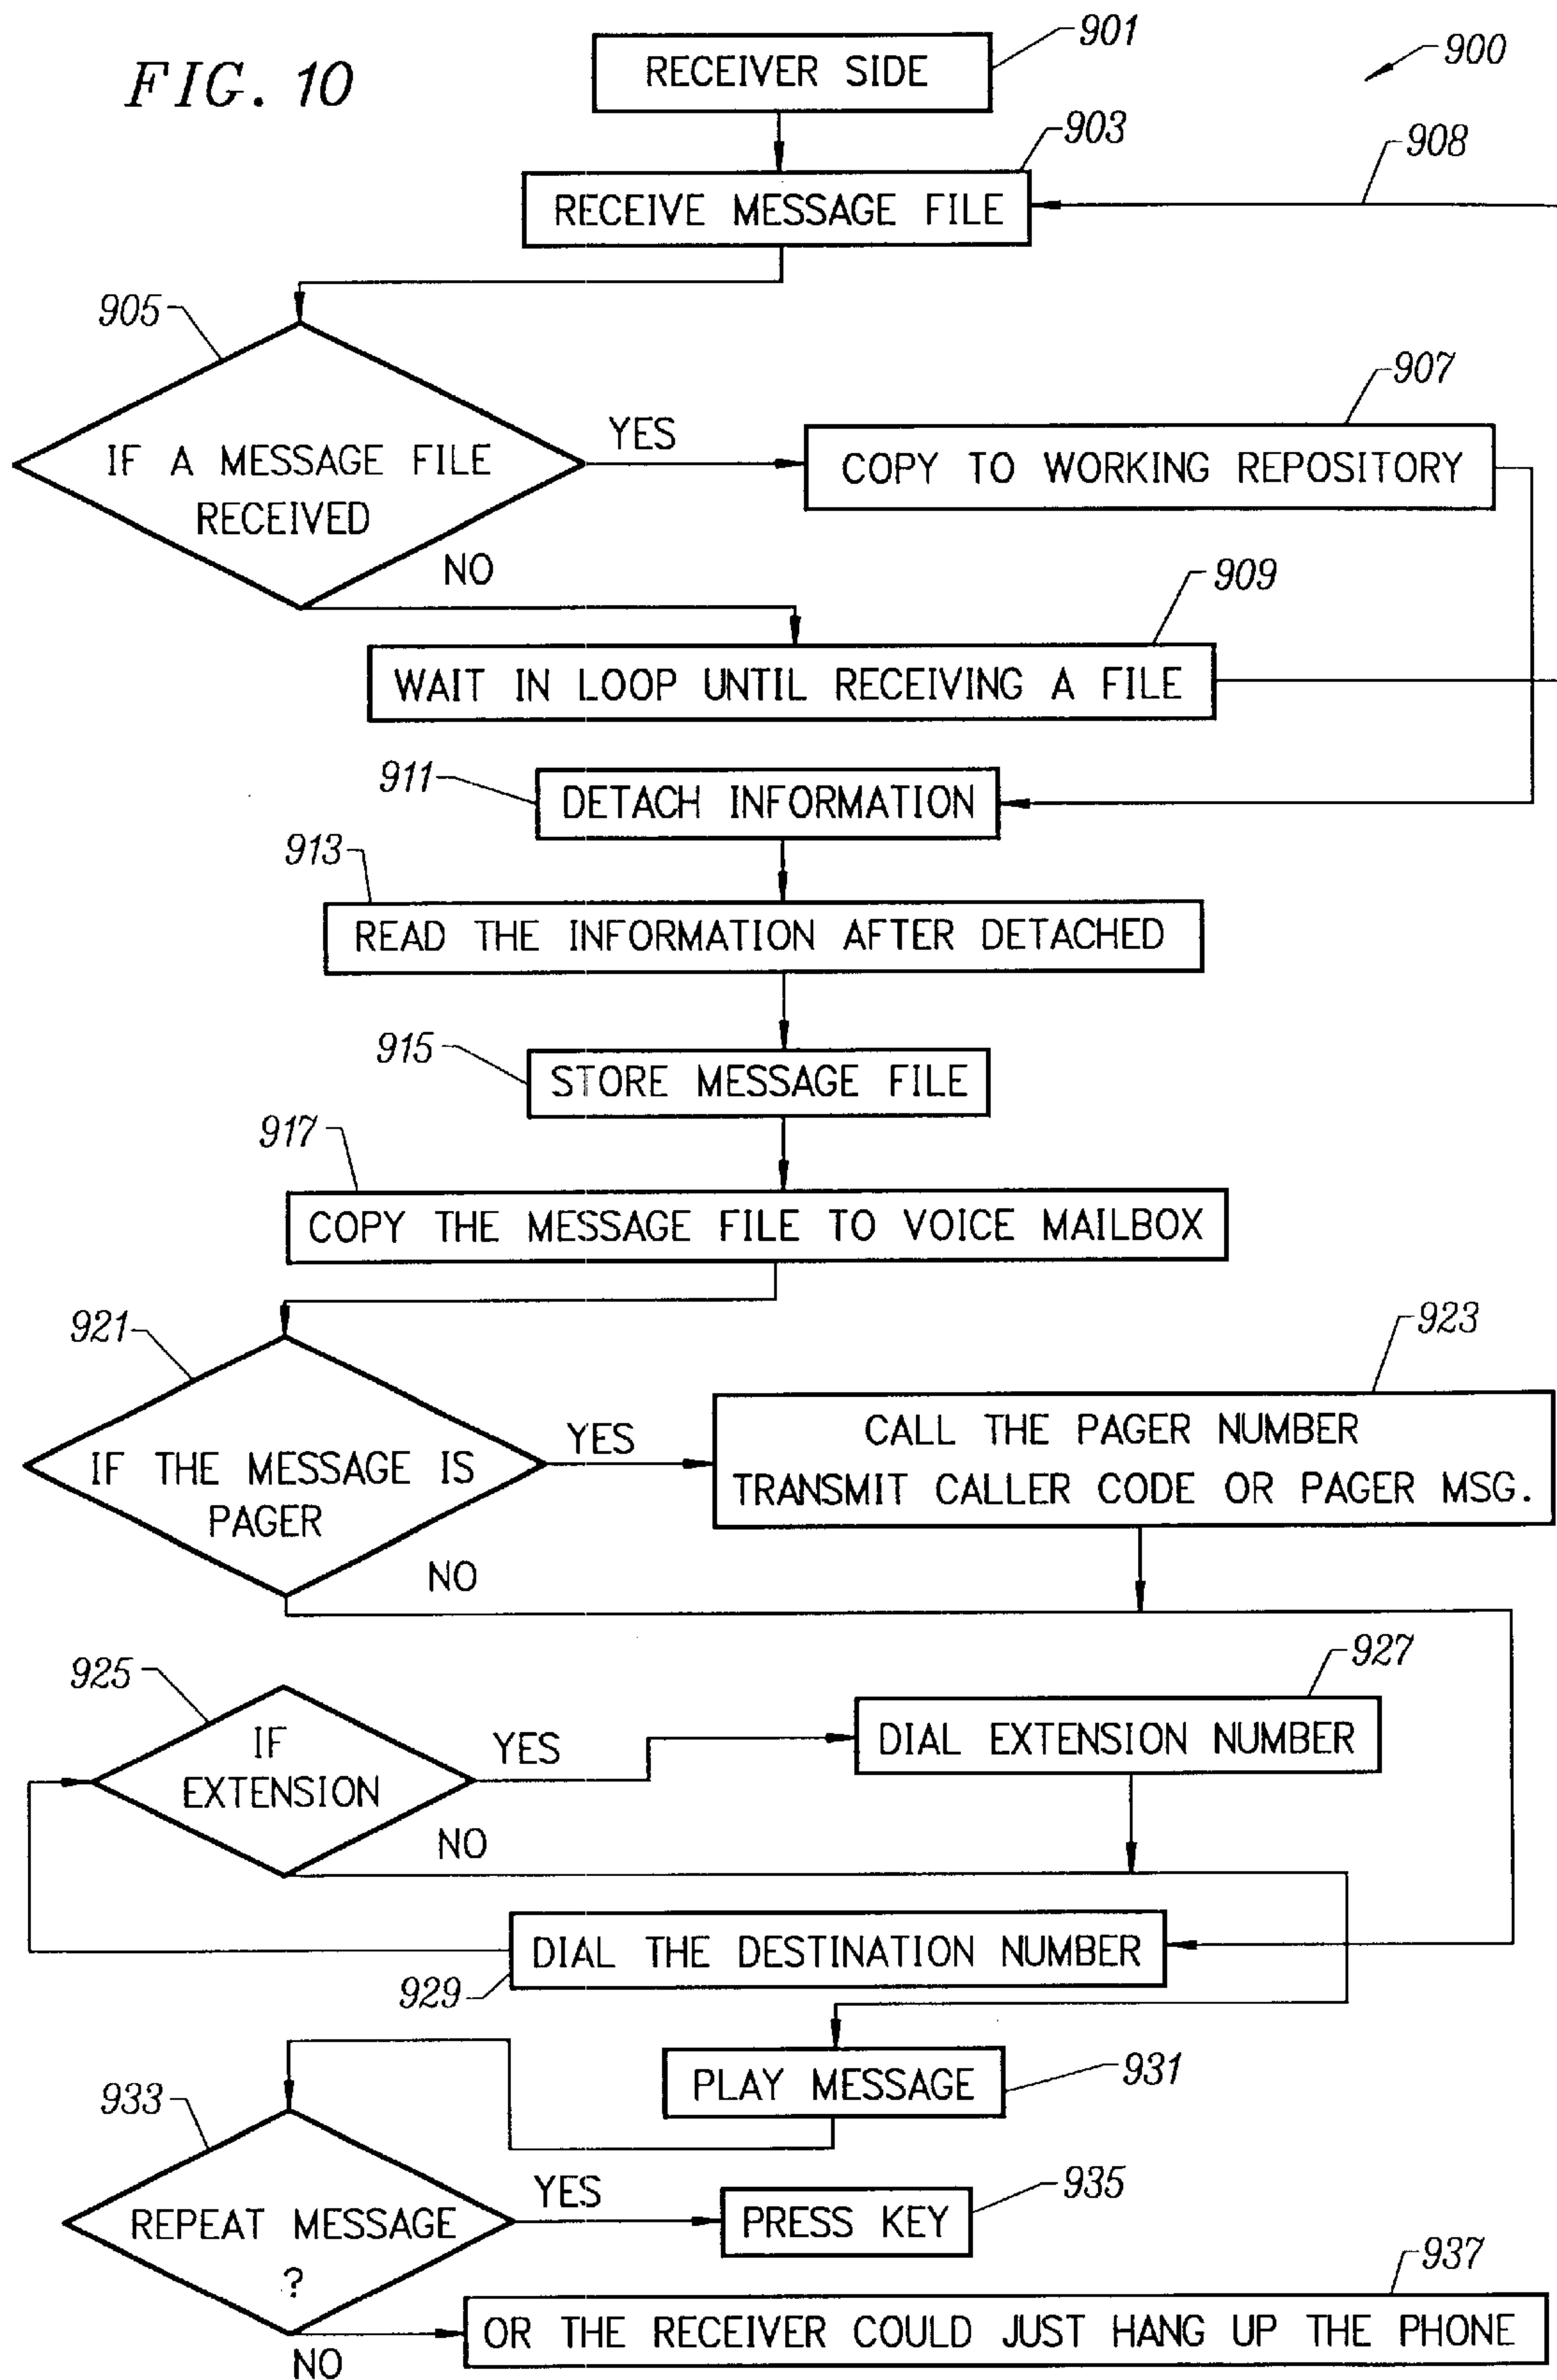 FIG. 10
RECEIVER SIDE
901
900
903
908
RECEIVE MESSAGE FILE
905
907
IF A MESSAGE FILE
RECEIVED
YES
COPY TO WORKING REPOSITORY
NO
909
WAIT IN LOOP UNTIL RECEIVING A FILE
911
DETACH INFORMATION
913
READ THE INFORMATION AFTER DETACHED
915
STORE MESSAGE FILE
917
COPY THE MESSAGE FILE TO VOICE MAILBOX
921
923
IF THE MESSAGE IS
PAGER
YES
CALL THE PAGER NUMBER
TRANSMIT CALLER CODE OR PAGER MSG.
NO
925
927
IF
EXTENSION
YES
DIAL EXTENSION NUMBER
NO
DIAL THE DESTINATION NUMBER
929
PLAY MESSAGE
931
933
REPEAT MESSAGE
?
YES
PRESS KEY
935
937
NO
OR THE RECEIVER COULD JUST HANG UP THE PHONE